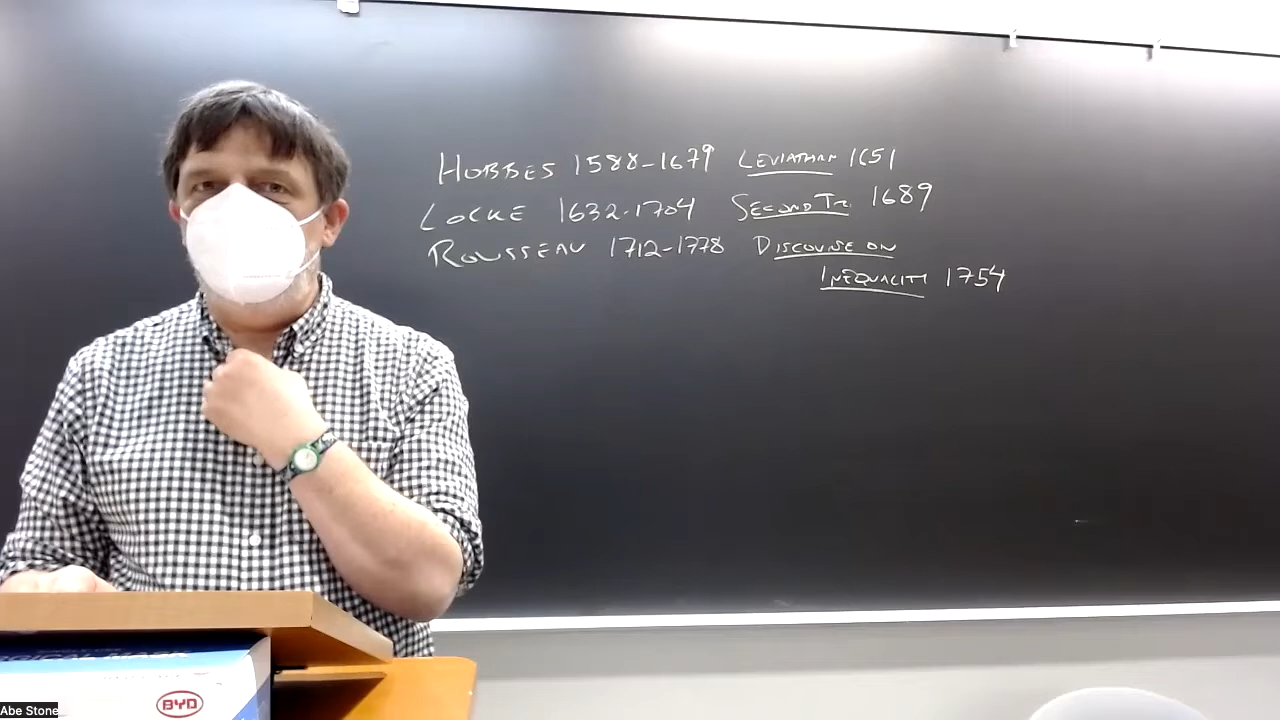 HOBBES 1588-1679 LEVIATHAN 1651
LOCKE 1632-1704 SECOND TR. 1689
ROUSSEAU 1712-1778 DISCOURSE ON
INEQUALITY 1754
BYD
Abe Stone